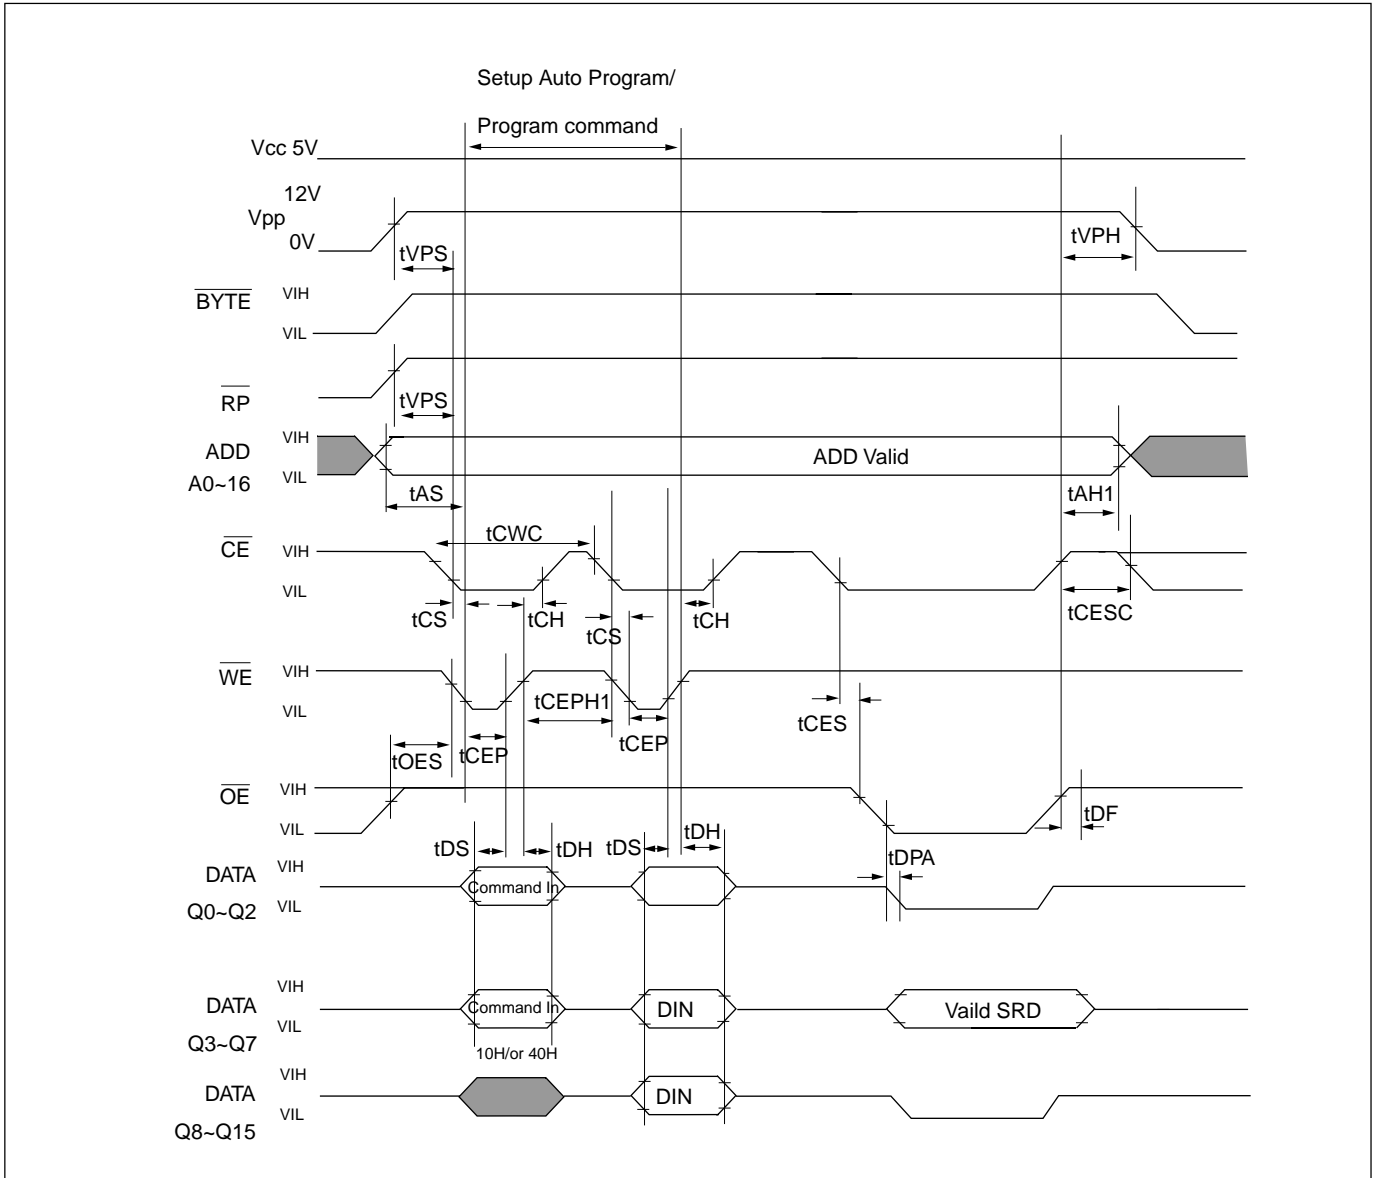 Setup Auto Program/
Program command
Vcc 5V
12V
Vpp
0V
tVPS
tVPH
BYTE
VIH
VIL
RP
tVPS
ADD
A0~16
VIH
VIL
ADD Valid
tAS
tAH1
CE
VIH
VIL
tCWC
tCS
tCH
tCS
tCH
tCESC
WE
VIH
VIL
tCEPH1
tCES
tOES
tCEP
tCEP
OE
VIH
VIL
tDF
tDS
tDH
tDS
tDH
tDPA
DATA
Q0~Q2
VIH
VIL
Command In
DATA
Q3~Q7
VIH
VIL
Command In
DIN
Vaild SRD
10H/or 40H
DATA
Q8~Q15
VIH
VIL
DIN